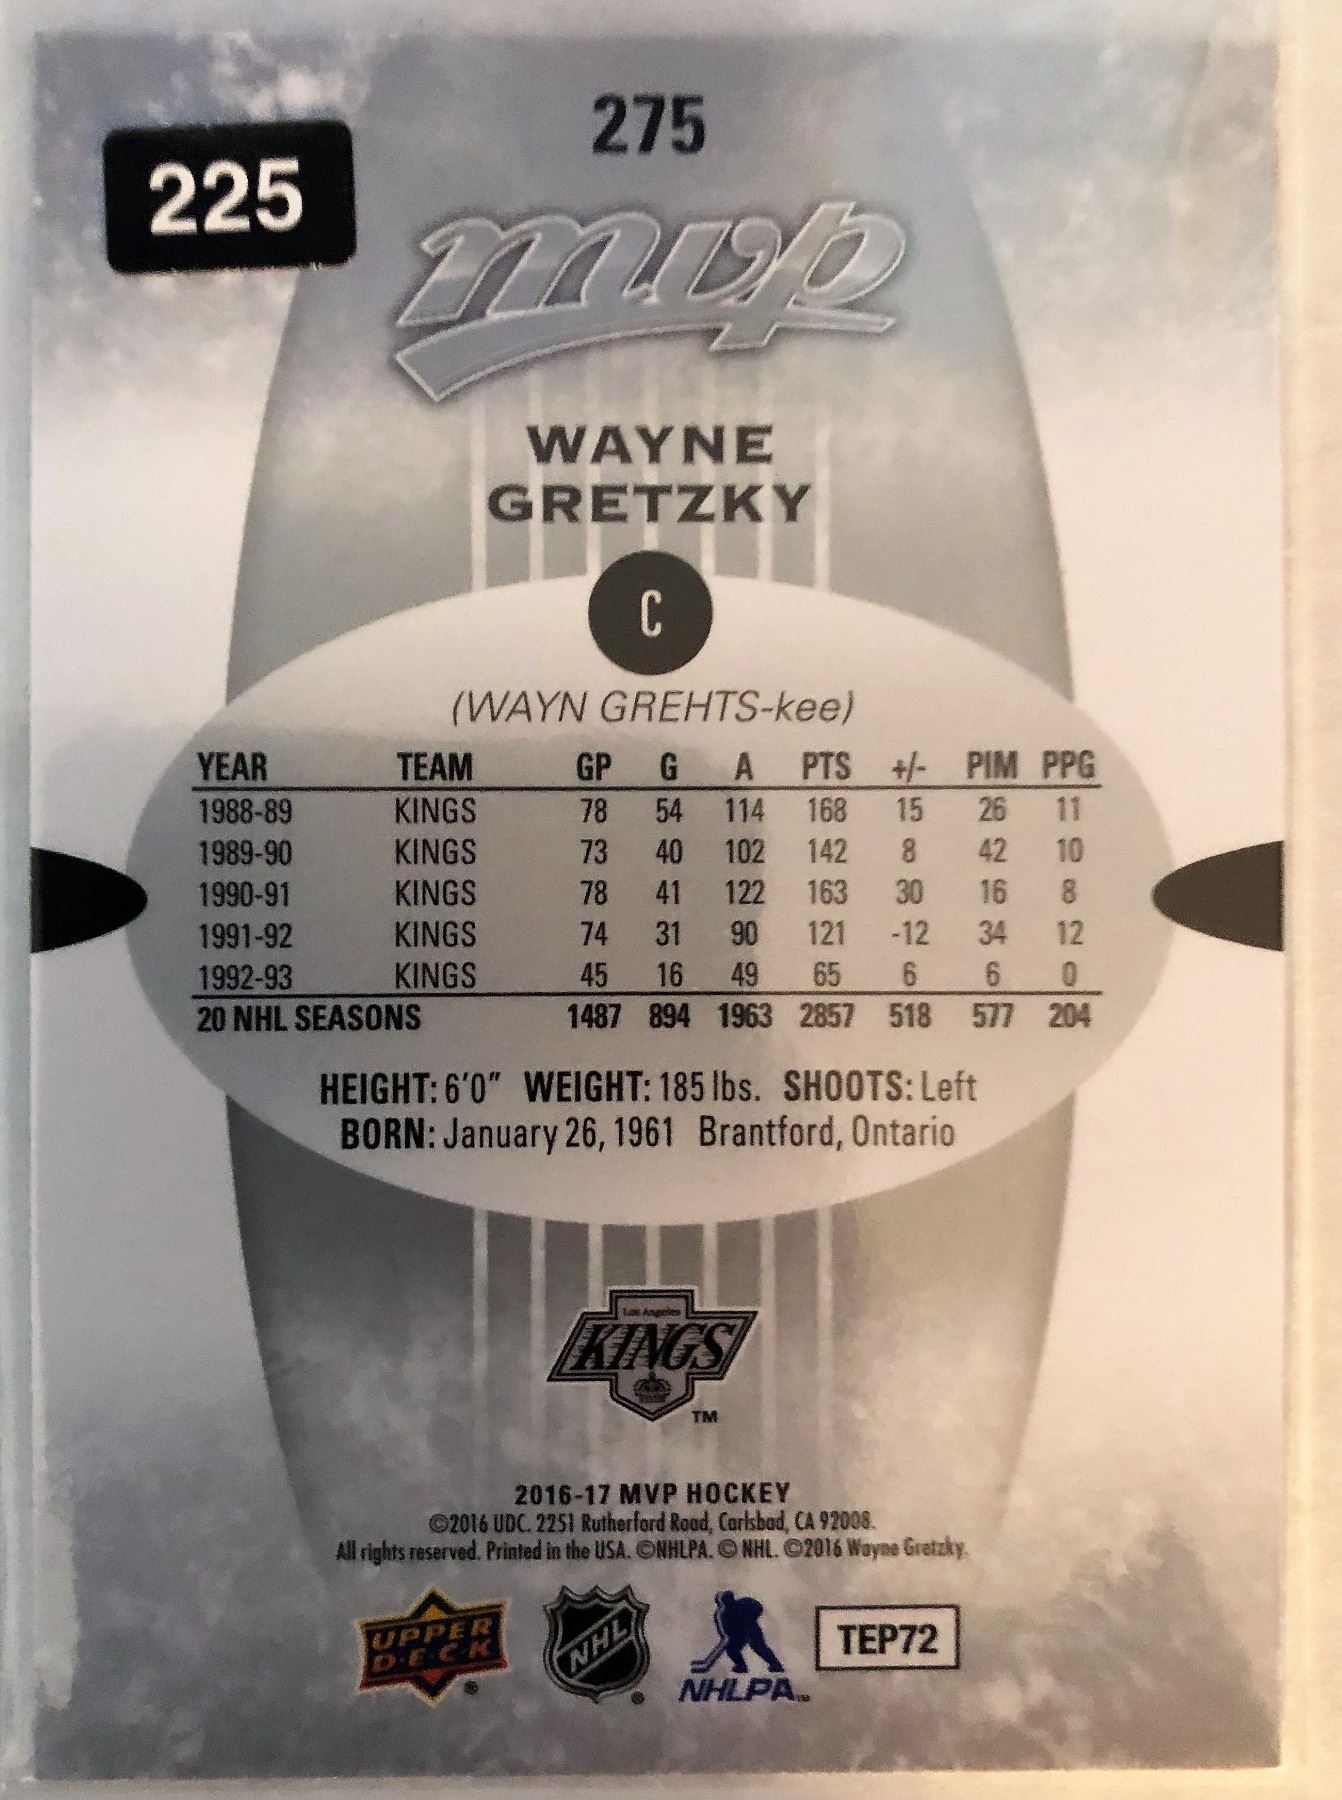 275
225
mvp
WAYNE
GRETZKY
C
(WAYN GREHTS-kee)
YEAR TEAM GP G A PTS +/- PIM PPG
1988-89 KINGS 78 54 114 168 15 26 11
1989-90 KINGS 73 40 102 142 8 42 10
1990-91 KINGS 78 41 122 163 30 16 8
1991-92 KINGS 74 31 90 121 -12 34 12
1992-93 KINGS 45 16 49 65 6 6 0
20 NHL SEASONS 1487 894 1963 2857 518 577 204
HEIGHT: 6'0" WEIGHT: 185 lbs. SHOOTS: Left
BORN: January 26, 1961 Brantford, Ontario
Los Angeles
KINGS
TM
2016-17 MVP HOCKEY
©2016 UDC. 2251 Rutherford Road, Carlsbad, CA 92008.
All rights reserved. Printed in the USA. ©NHLPA. © NHL. ©2016 Wayne Gretzky.
UPPER
D·E·C·K ®
NHL ®
NHLPA™
TEP72